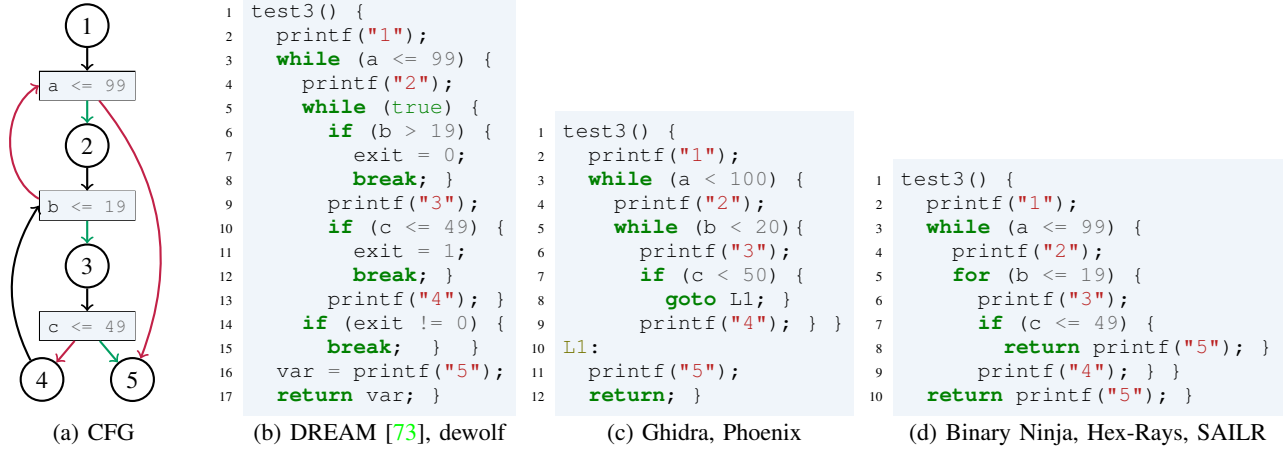 1
a <= 99
2
b <= 19
3
c <= 49
4 5
(a) CFG
1 test3() {
2 printf("1");
3 while (a <= 99) {
4 printf("2");
5 while (true) {
6 if (b > 19) {
7 exit = 0;
8 break; }
9 printf("3");
10 if (c <= 49) {
11 exit = 1;
12 break; }
13 printf("4"); }
14 if (exit != 0) {
15 break; } }
16 var = printf("5");
17 return var; }
(b) DREAM [73], dewolf
1 test3() {
2 printf("1");
3 while (a < 100) {
4 printf("2");
5 while (b < 20){
6 printf("3");
7 if (c < 50) {
8 goto L1; }
9 printf("4"); } }
10 L1:
11 printf("5");
12 return; }
(c) Ghidra, Phoenix
1 test3() {
2 printf("1");
3 while (a <= 99) {
4 printf("2");
5 for (b <= 19) {
6 printf("3");
7 if (c <= 49) {
8 return printf("5"); }
9 printf("4"); } }
10 return printf("5"); }
(d) Binary Ninja, Hex-Rays, SAILR